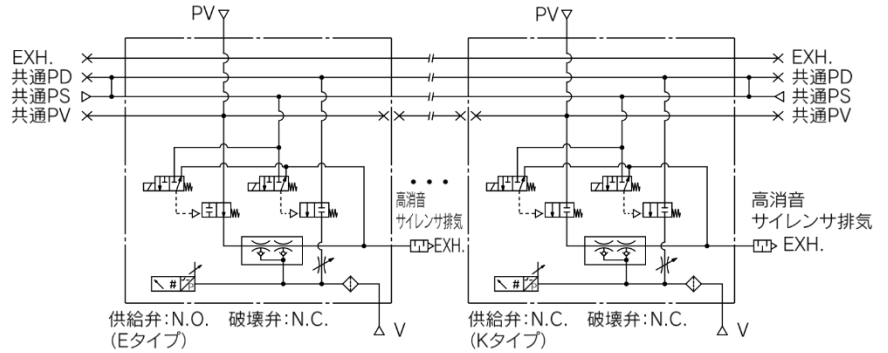 PV
PV
EXH.
共通PD
共通PS
共通PV
EXH.
共通PD
共通PS
共通PV
高消音
サイレンサ排気
EXH.
高消音
サイレンサ排気
EXH.
#
#
供給弁:N.O. 破壊弁:N.C.
(Eタイプ)
V
供給弁:N.C. 破壊弁:N.C.
(Kタイプ)
V